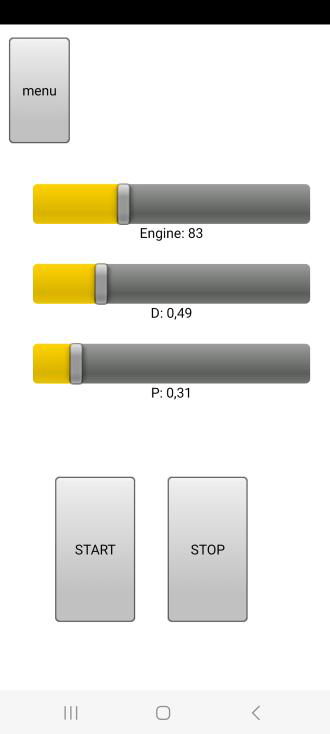 menu
Engine: 83
D: 0,49
P: 0,31
START
STOP